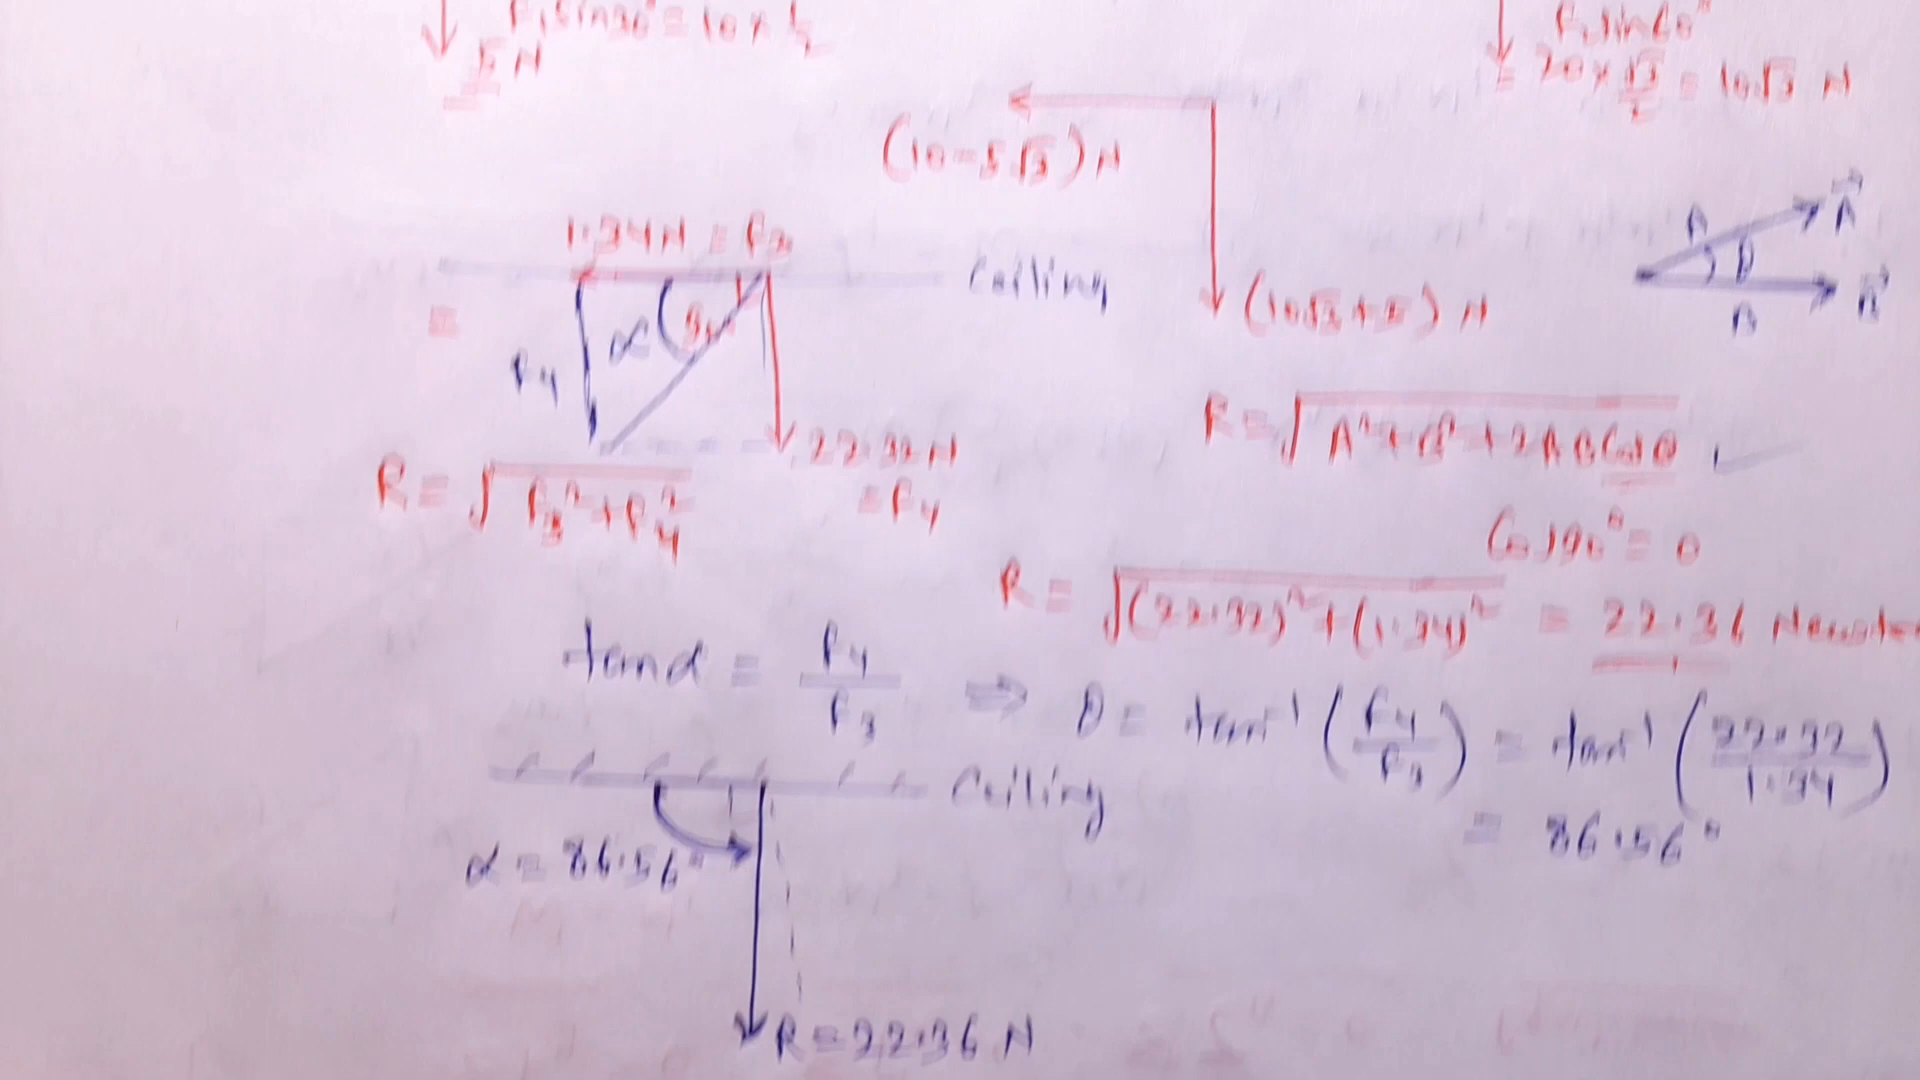 F₁sin30° = 10 × 1/2
5 N
F₂sin60°
= 20 × √3/2 = 10√3 N
(10-5√3) N
1.34N = F₃
Ceiling
(10√3+5) N
A θ A⃗
B B⃗
=
α
F₄
22.32 N
= F₄
R = √F₃²+F₄²
R = √A²+B²+2ABCosθ ✓
Cos90° = 0
R = √(22.32)²+(1.34)² = 22.36 Newton
tanα = F₄/F₃ ⇒ θ = tan⁻¹(F₄/F₃) = tan⁻¹(22.32/1.34)
= 86.56°
Ceiling
α = 86.56°
R = 22.36 N